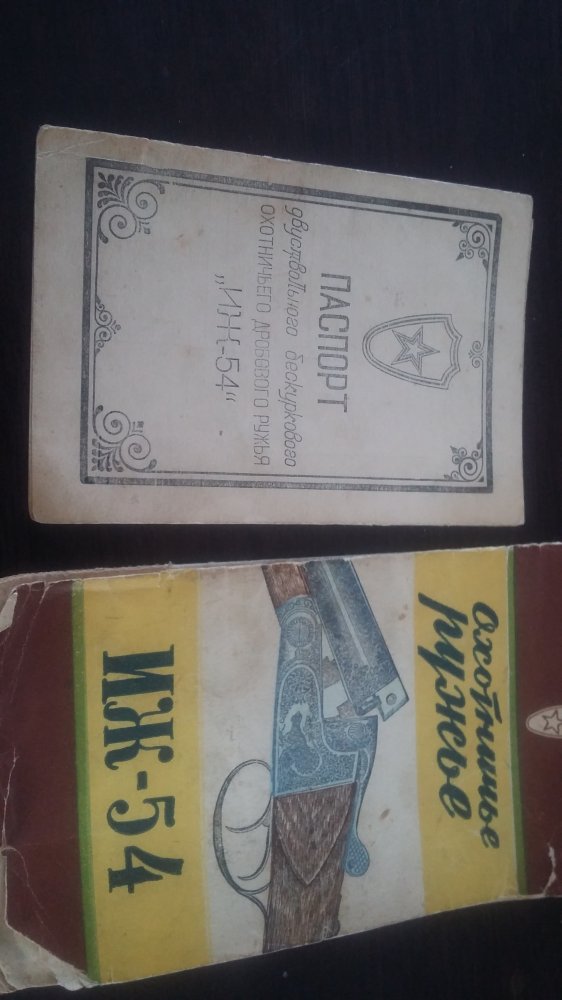 ПАСПОРТ
двуствольного бескуркового
ОХОТНИЧЬЕГО ДРОБОВОГО РУЖЬЯ
„ИЖ-54“
охотничье
ружье
ИЖ-54